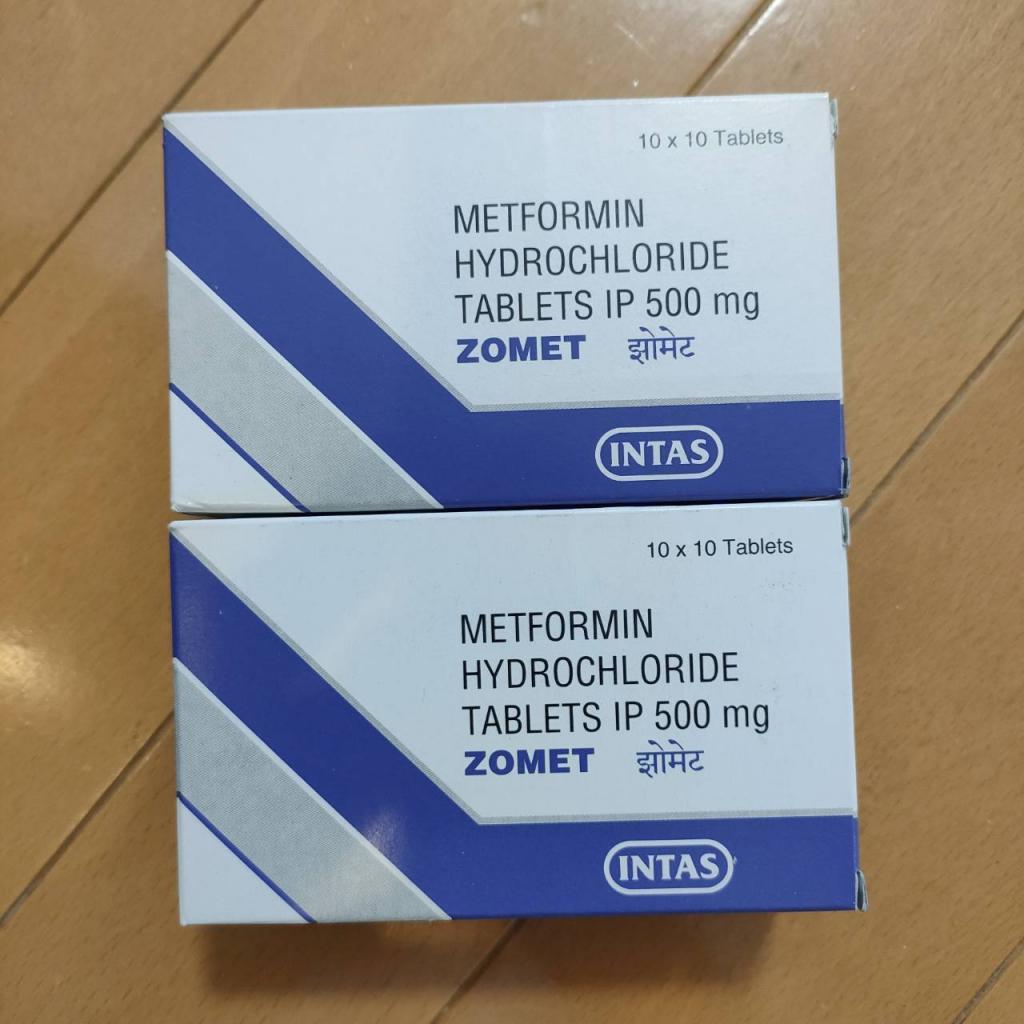 10 x 10 Tablets
METFORMIN
HYDROCHLORIDE
TABLETS IP 500 mg
ZOMET झोमेट
INTAS
10 x 10 Tablets
METFORMIN
HYDROCHLORIDE
TABLETS IP 500 mg
ZOMET झोमेट
INTAS